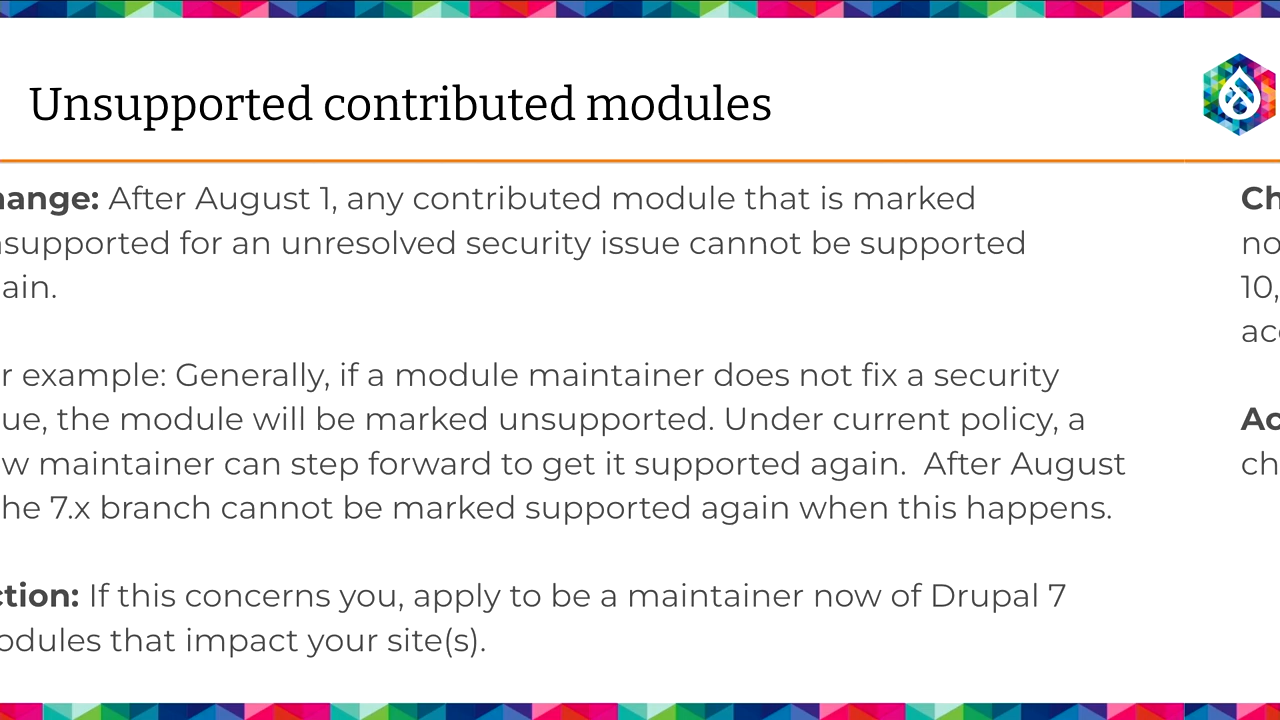 Unsupported contributed modules
hange: After August 1, any contributed module that is marked
nsupported for an unresolved security issue cannot be supported
ain.
r example: Generally, if a module maintainer does not fix a security
ue, the module will be marked unsupported. Under current policy, a
w maintainer can step forward to get it supported again.  After August
he 7.x branch cannot be marked supported again when this happens.
ction: If this concerns you, apply to be a maintainer now of Drupal 7
odules that impact your site(s).
Ch
no
10,
acc
Ac
ch